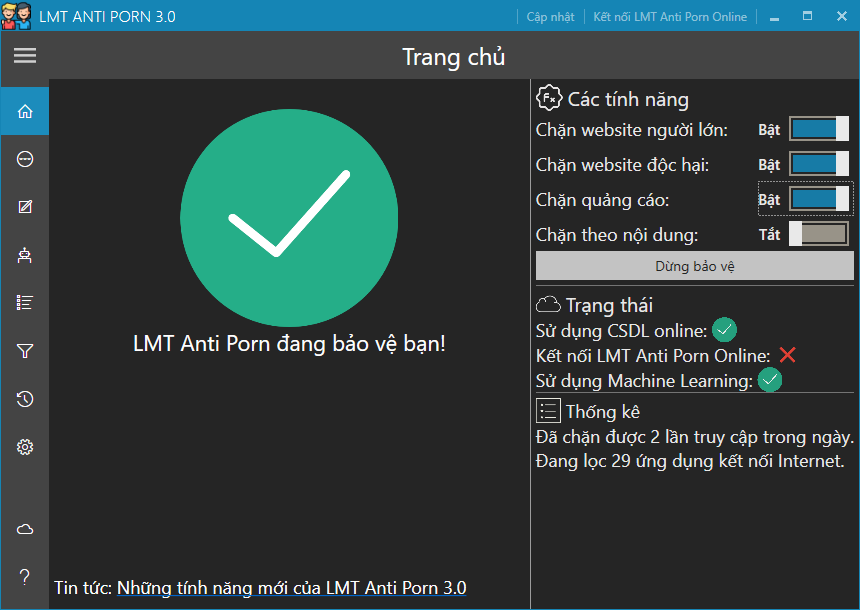 LMT ANTI PORN 3.0
Cập nhật
Kết nối LMT Anti Porn Online
Trang chủ
LMT Anti Porn đang bảo vệ bạn!
Tin tức: Những tính năng mới của LMT Anti Porn 3.0
Fx Các tính năng
Chặn website người lớn: Bật
Chặn website độc hại: Bật
Chặn quảng cáo: Bật
Chặn theo nội dung: Tắt
Dừng bảo vệ
Trạng thái
Sử dụng CSDL online:
Kết nối LMT Anti Porn Online:
Sử dụng Machine Learning:
Thống kê
Đã chặn được 2 lần truy cập trong ngày.
Đang lọc 29 ứng dụng kết nối Internet.